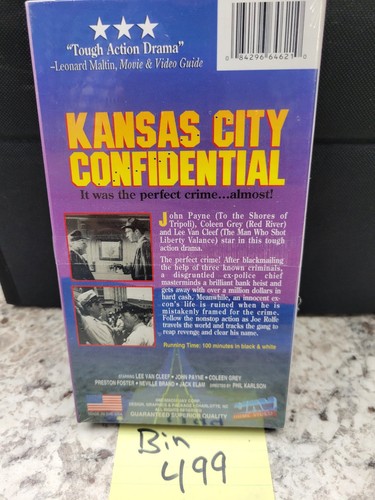 ★★★
“Tough Action Drama”
–Leonard Maltin, Movie & Video Guide
0 84296 64621 0
KANSAS CITY
CONFIDENTIAL
It was the perfect crime...almost!
John Payne (To the Shores of
Tripoli), Coleen Grey (Red River)
and Lee Van Cleef (The Man Who Shot
Liberty Valance) star in this tough
action drama.
The perfect crime! After blackmailing
the help of three known criminals,
a disgruntled ex-police chief
masterminds a brilliant bank heist and
gets away with over a million dollars in
hard cash. Meanwhile, an innocent ex-
con's life is ruined when he is
mistakenly framed for the crime.
Follow the nonstop action as Joe Rolfe
travels the world and tracks the gang to
reap revenge and clear his name.
Running Time: 100 minutes in black & white
STARRING LEE VAN CLEEF • JOHN PAYNE • COLEEN GREY
PRESTON FOSTER • NEVILLE BRAND • JACK ELAM DIRECTED BY PHIL KARLSON
ALL RIGHTS RESERVED
GUARANTEED SUPERIOR QUALITY
Bin
499